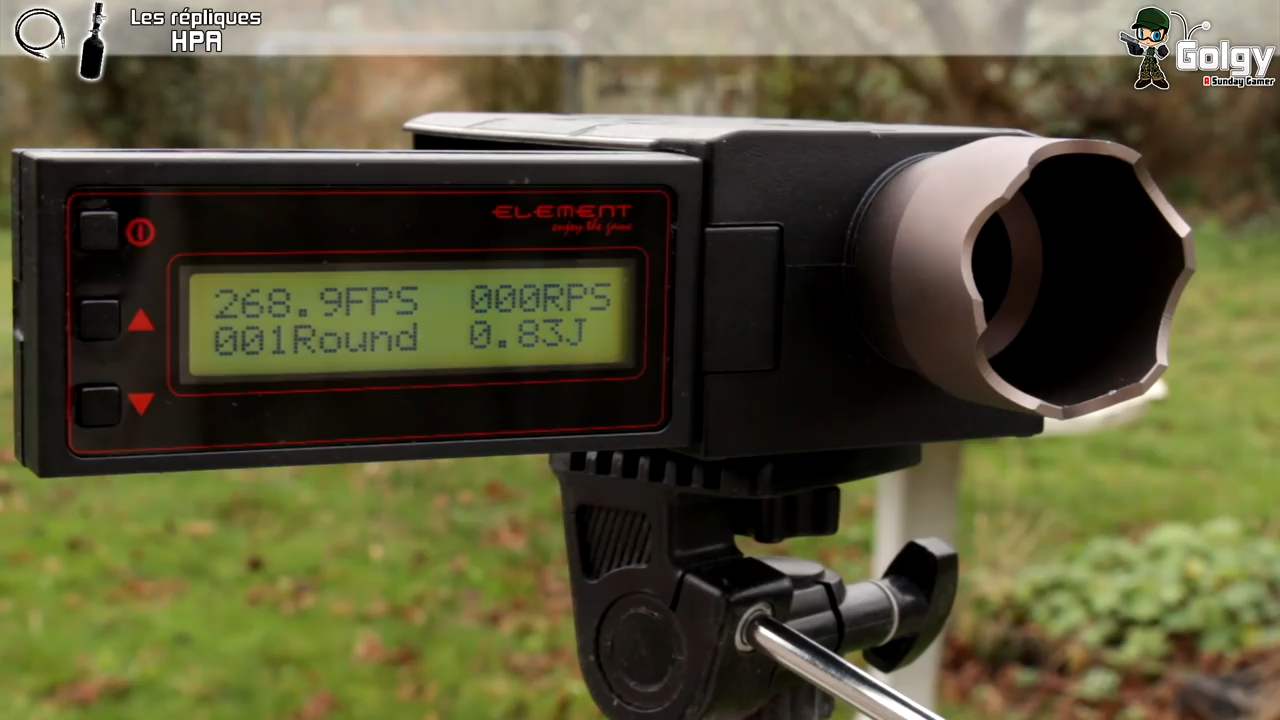 Les répliques
HPA
Golgy
A Sunday Gamer
ELEMENT
enjoy the game
268.9FPS 000RPS
001Round 0.83J